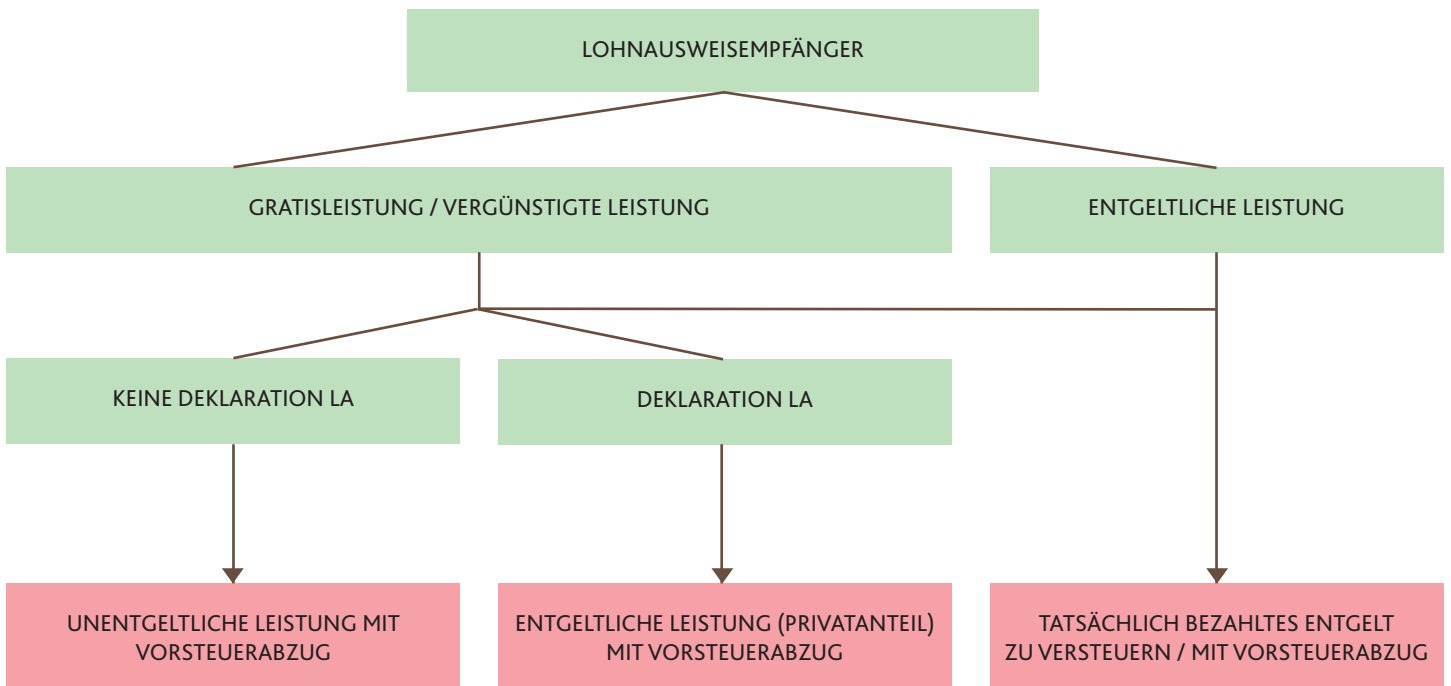 LOHNAUSWEISEMPFÄNGER
GRATISLEISTUNG / VERGÜNSTIGTE LEISTUNG
ENTGELTLICHE LEISTUNG
KEINE DEKLARATION LA
DEKLARATION LA
UNENTGELTLICHE LEISTUNG MIT
VORSTEUERABZUG
ENTGELTLICHE LEISTUNG (PRIVATANTEIL)
MIT VORSTEUERABZUG
TATSÄCHLICH BEZAHLTES ENTGELT
ZU VERSTEUERN / MIT VORSTEUERABZUG